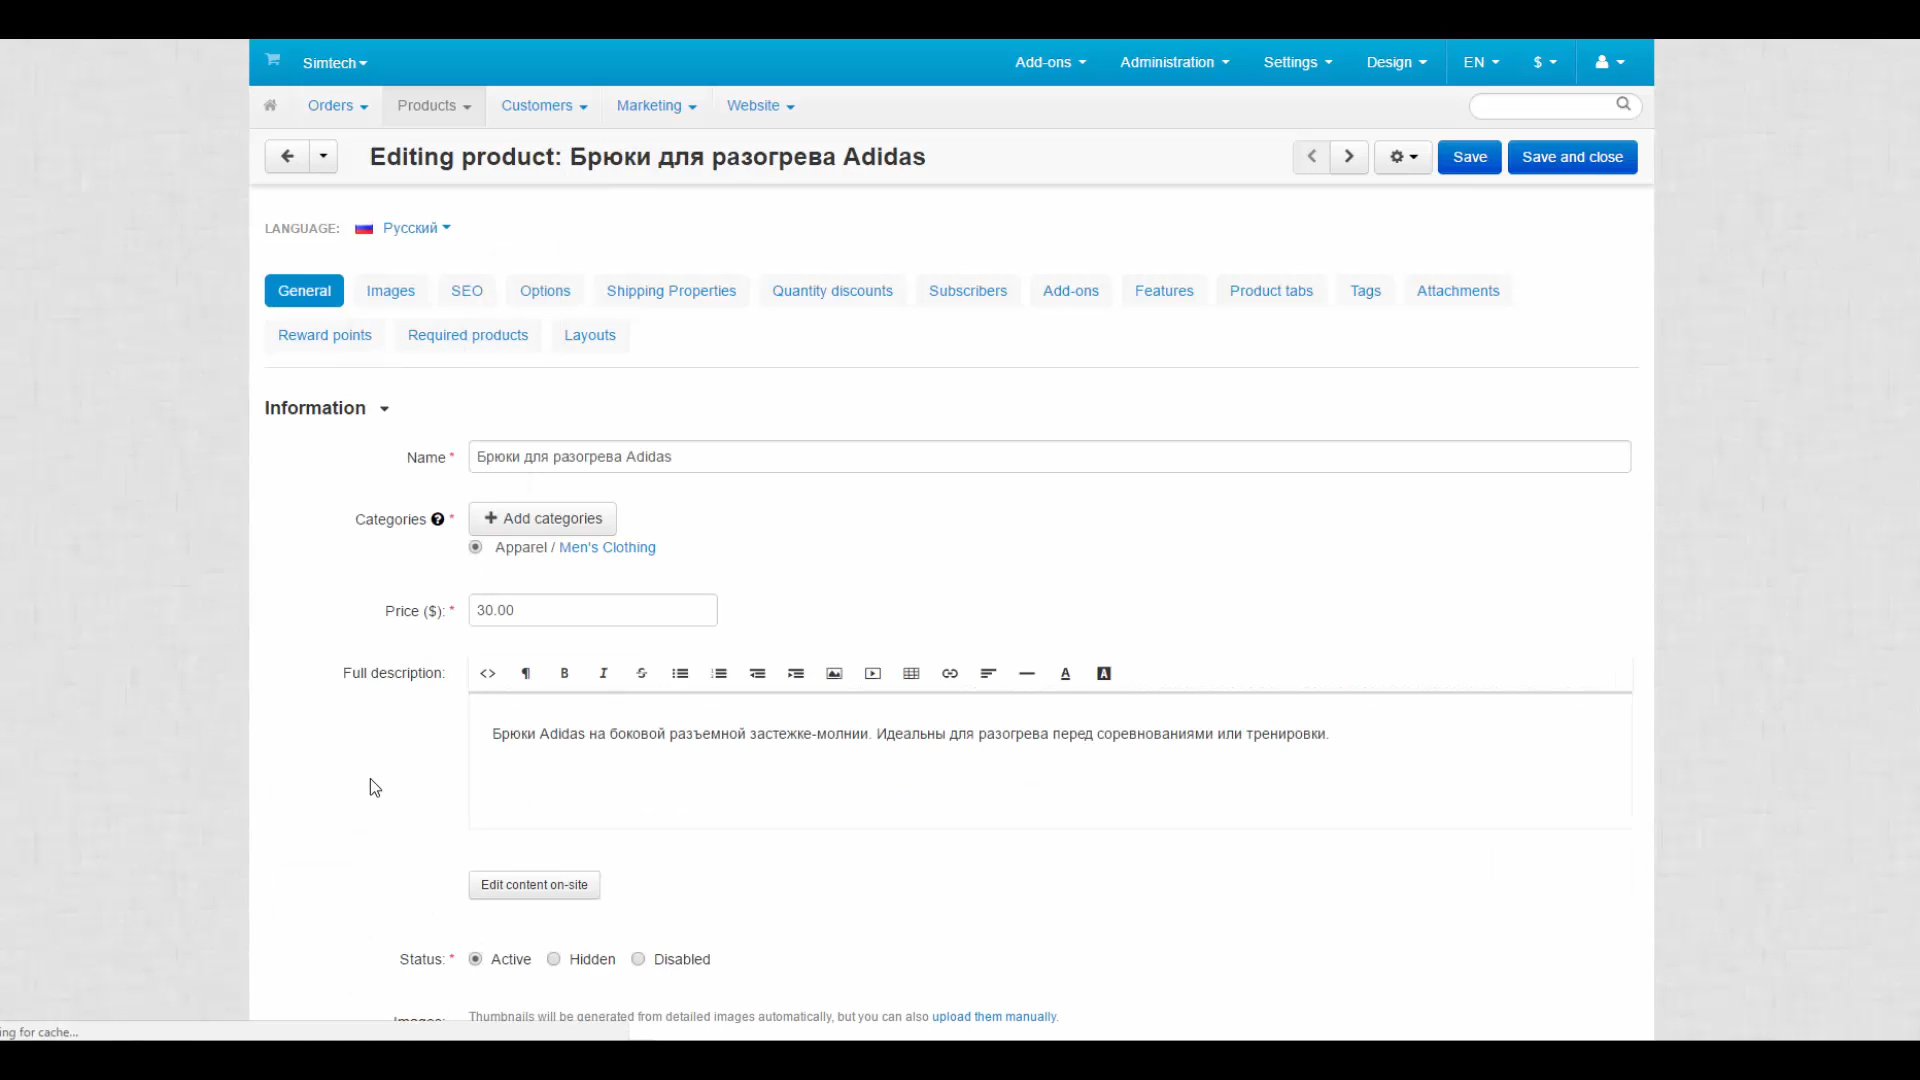 Simtech Add-ons Administration Settings Design EN $
Orders Products Customers Marketing Website
Editing product: Брюки для разогрева Adidas Save Save and close
LANGUAGE: Русский
General Images SEO Options Shipping Properties Quantity discounts Subscribers Add-ons Features Product tabs Tags Attachments
Reward points Required products Layouts
Information
Name * Брюки для разогрева Adidas
Categories ? * + Add categories
Apparel / Men's Clothing
Price ($): * 30.00
Full description:
Брюки Adidas на боковой разъемной застежке-молнии. Идеальны для разогрева перед соревнованиями или тренировки.
Edit content on-site
Status: * Active Hidden Disabled
Images: Thumbnails will be generated from detailed images automatically, but you can also upload them manually.
ing for cache...